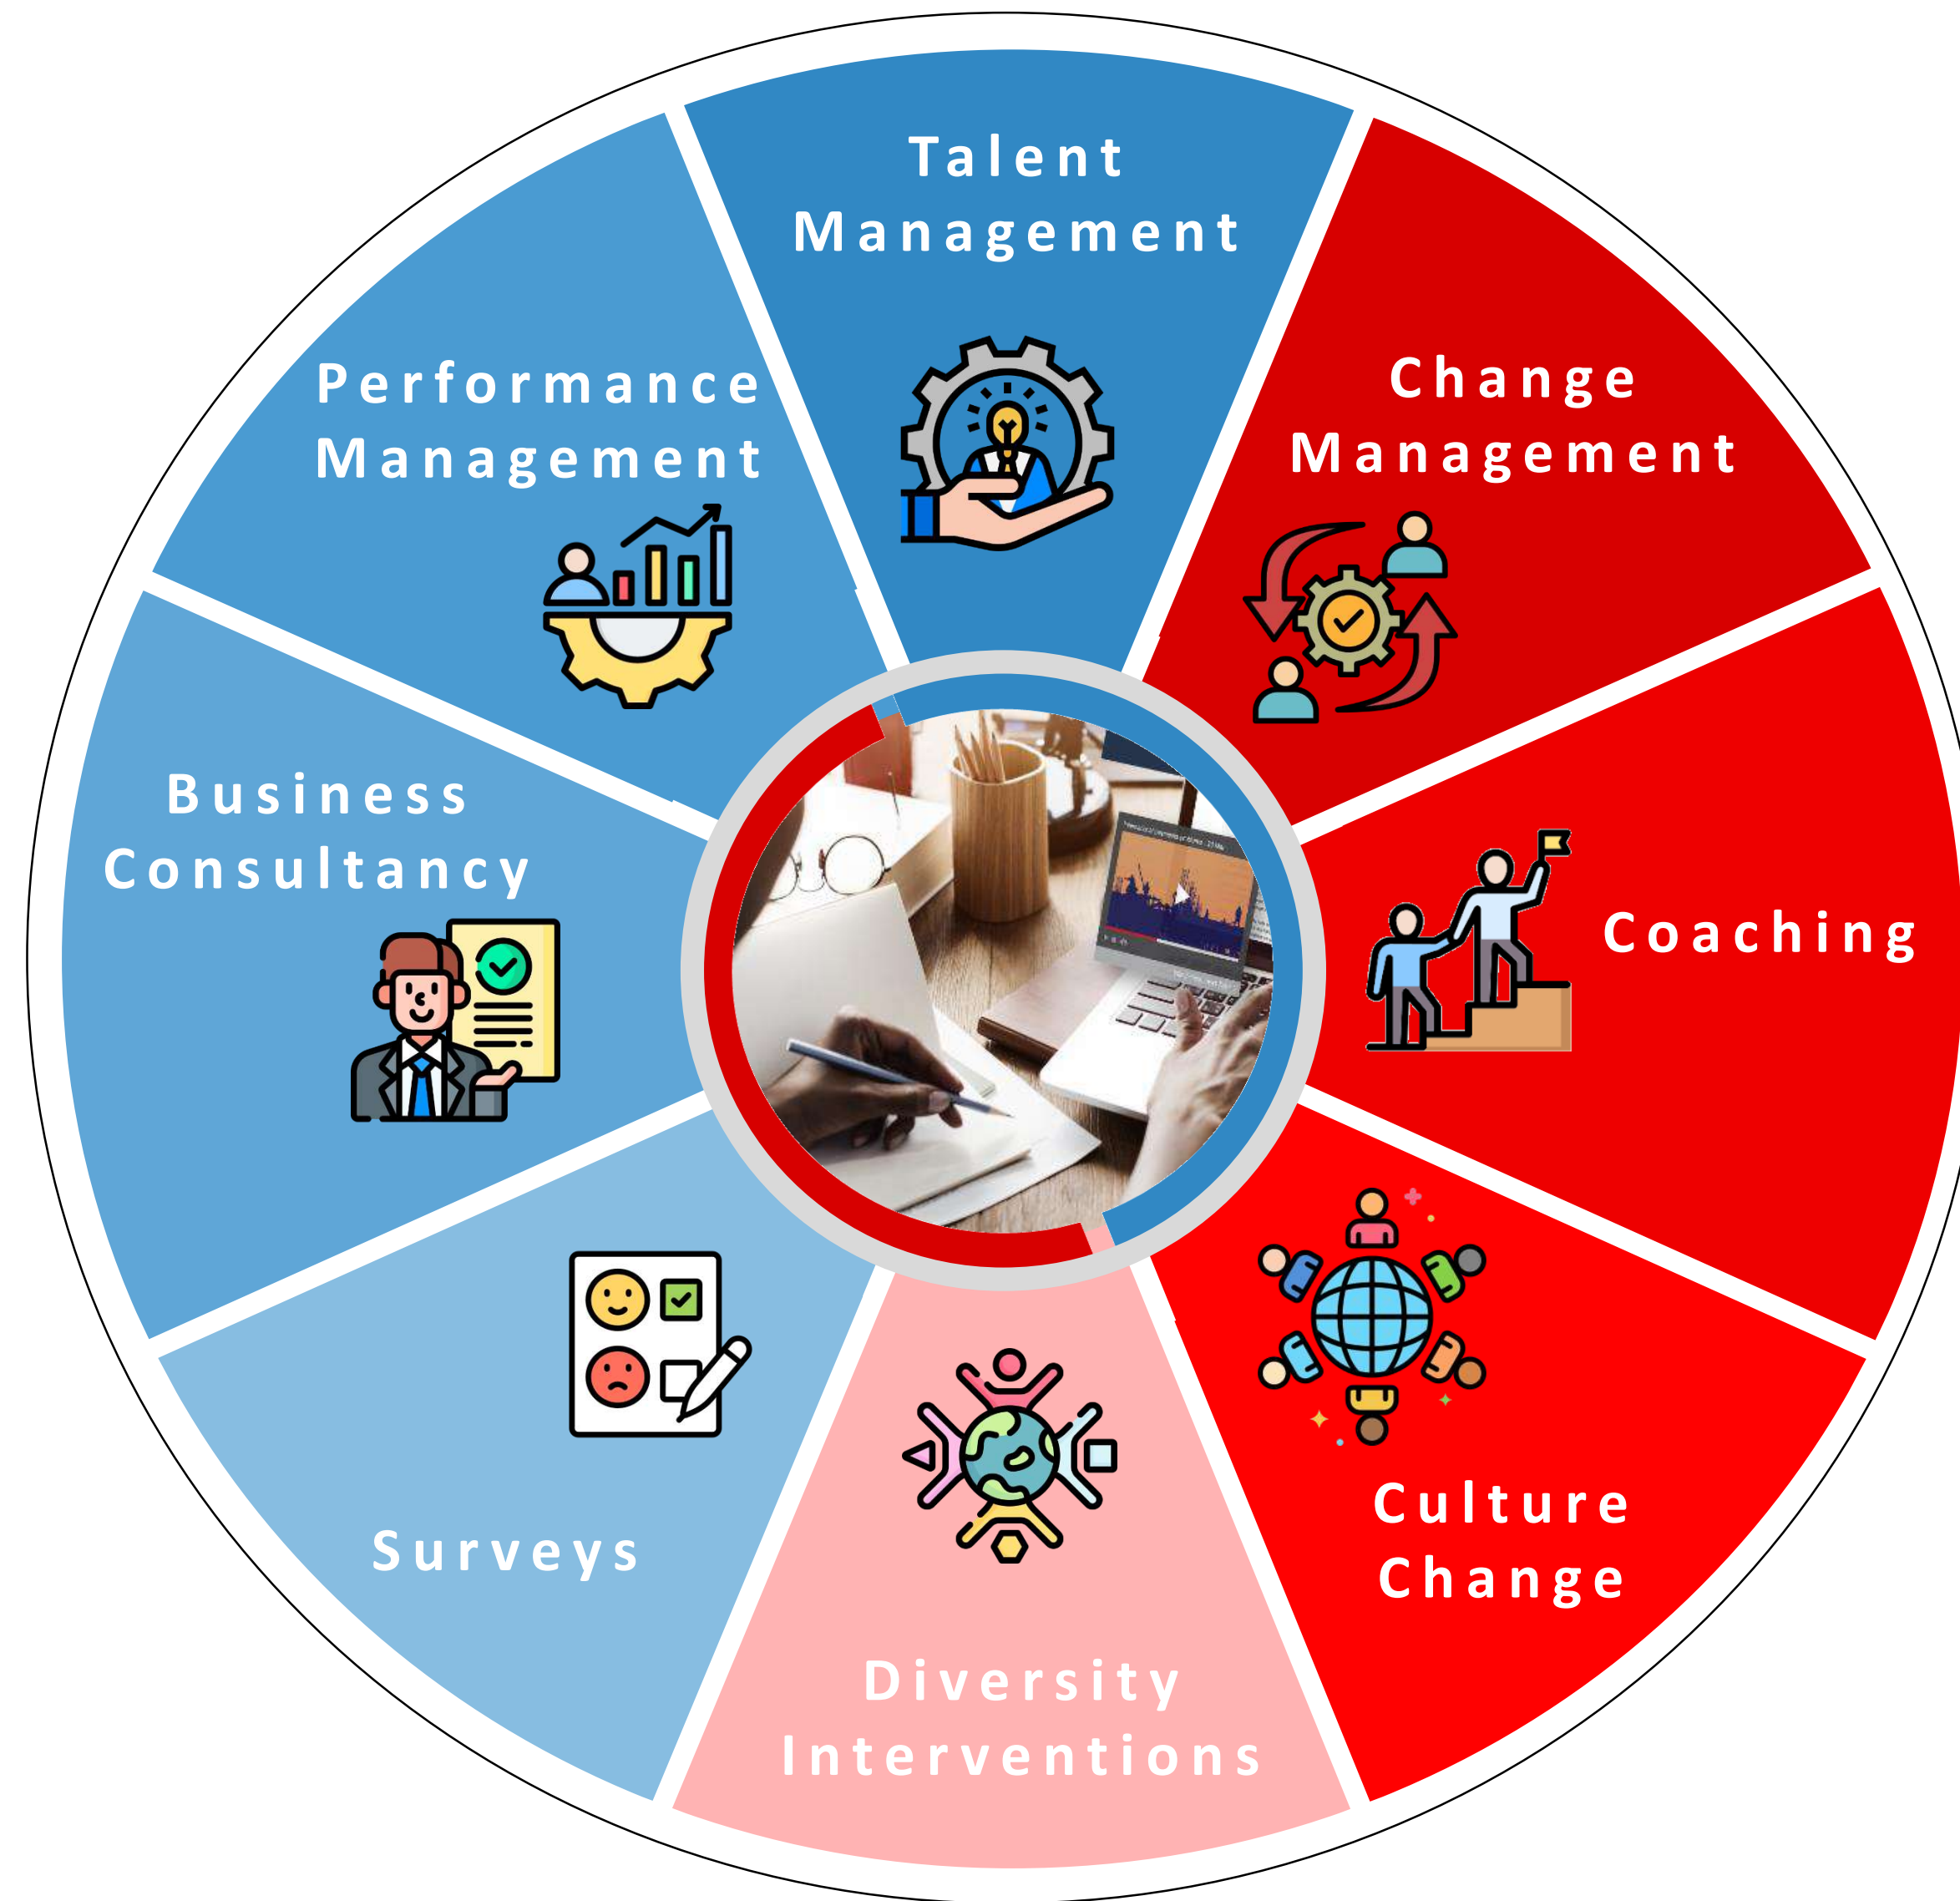 Talent
Management
Change
Management
Coaching
Culture
Change
Diversity
Interventions
Surveys
Business
Consultancy
Performance
Management